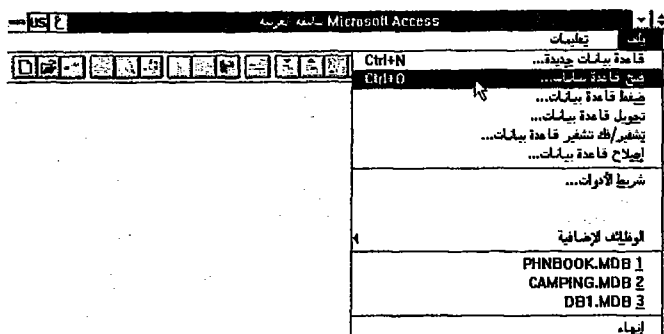 Microsoft Access باللغة العربية
US ع
ملف تعليمات
قاعدة بيانات جديدة... Ctrl+N
فتح قاعدة بيانات... Ctrl+O
ضغط قاعدة بيانات...
تحويل قاعدة بيانات...
تشفير/فك تشفير قاعدة بيانات...
إصلاح قاعدة بيانات...
شريط الأدوات...
الوظائف الإضافية
1 PHNBOOK.MDB
2 CAMPING.MDB
3 DB1.MDB
إنهاء